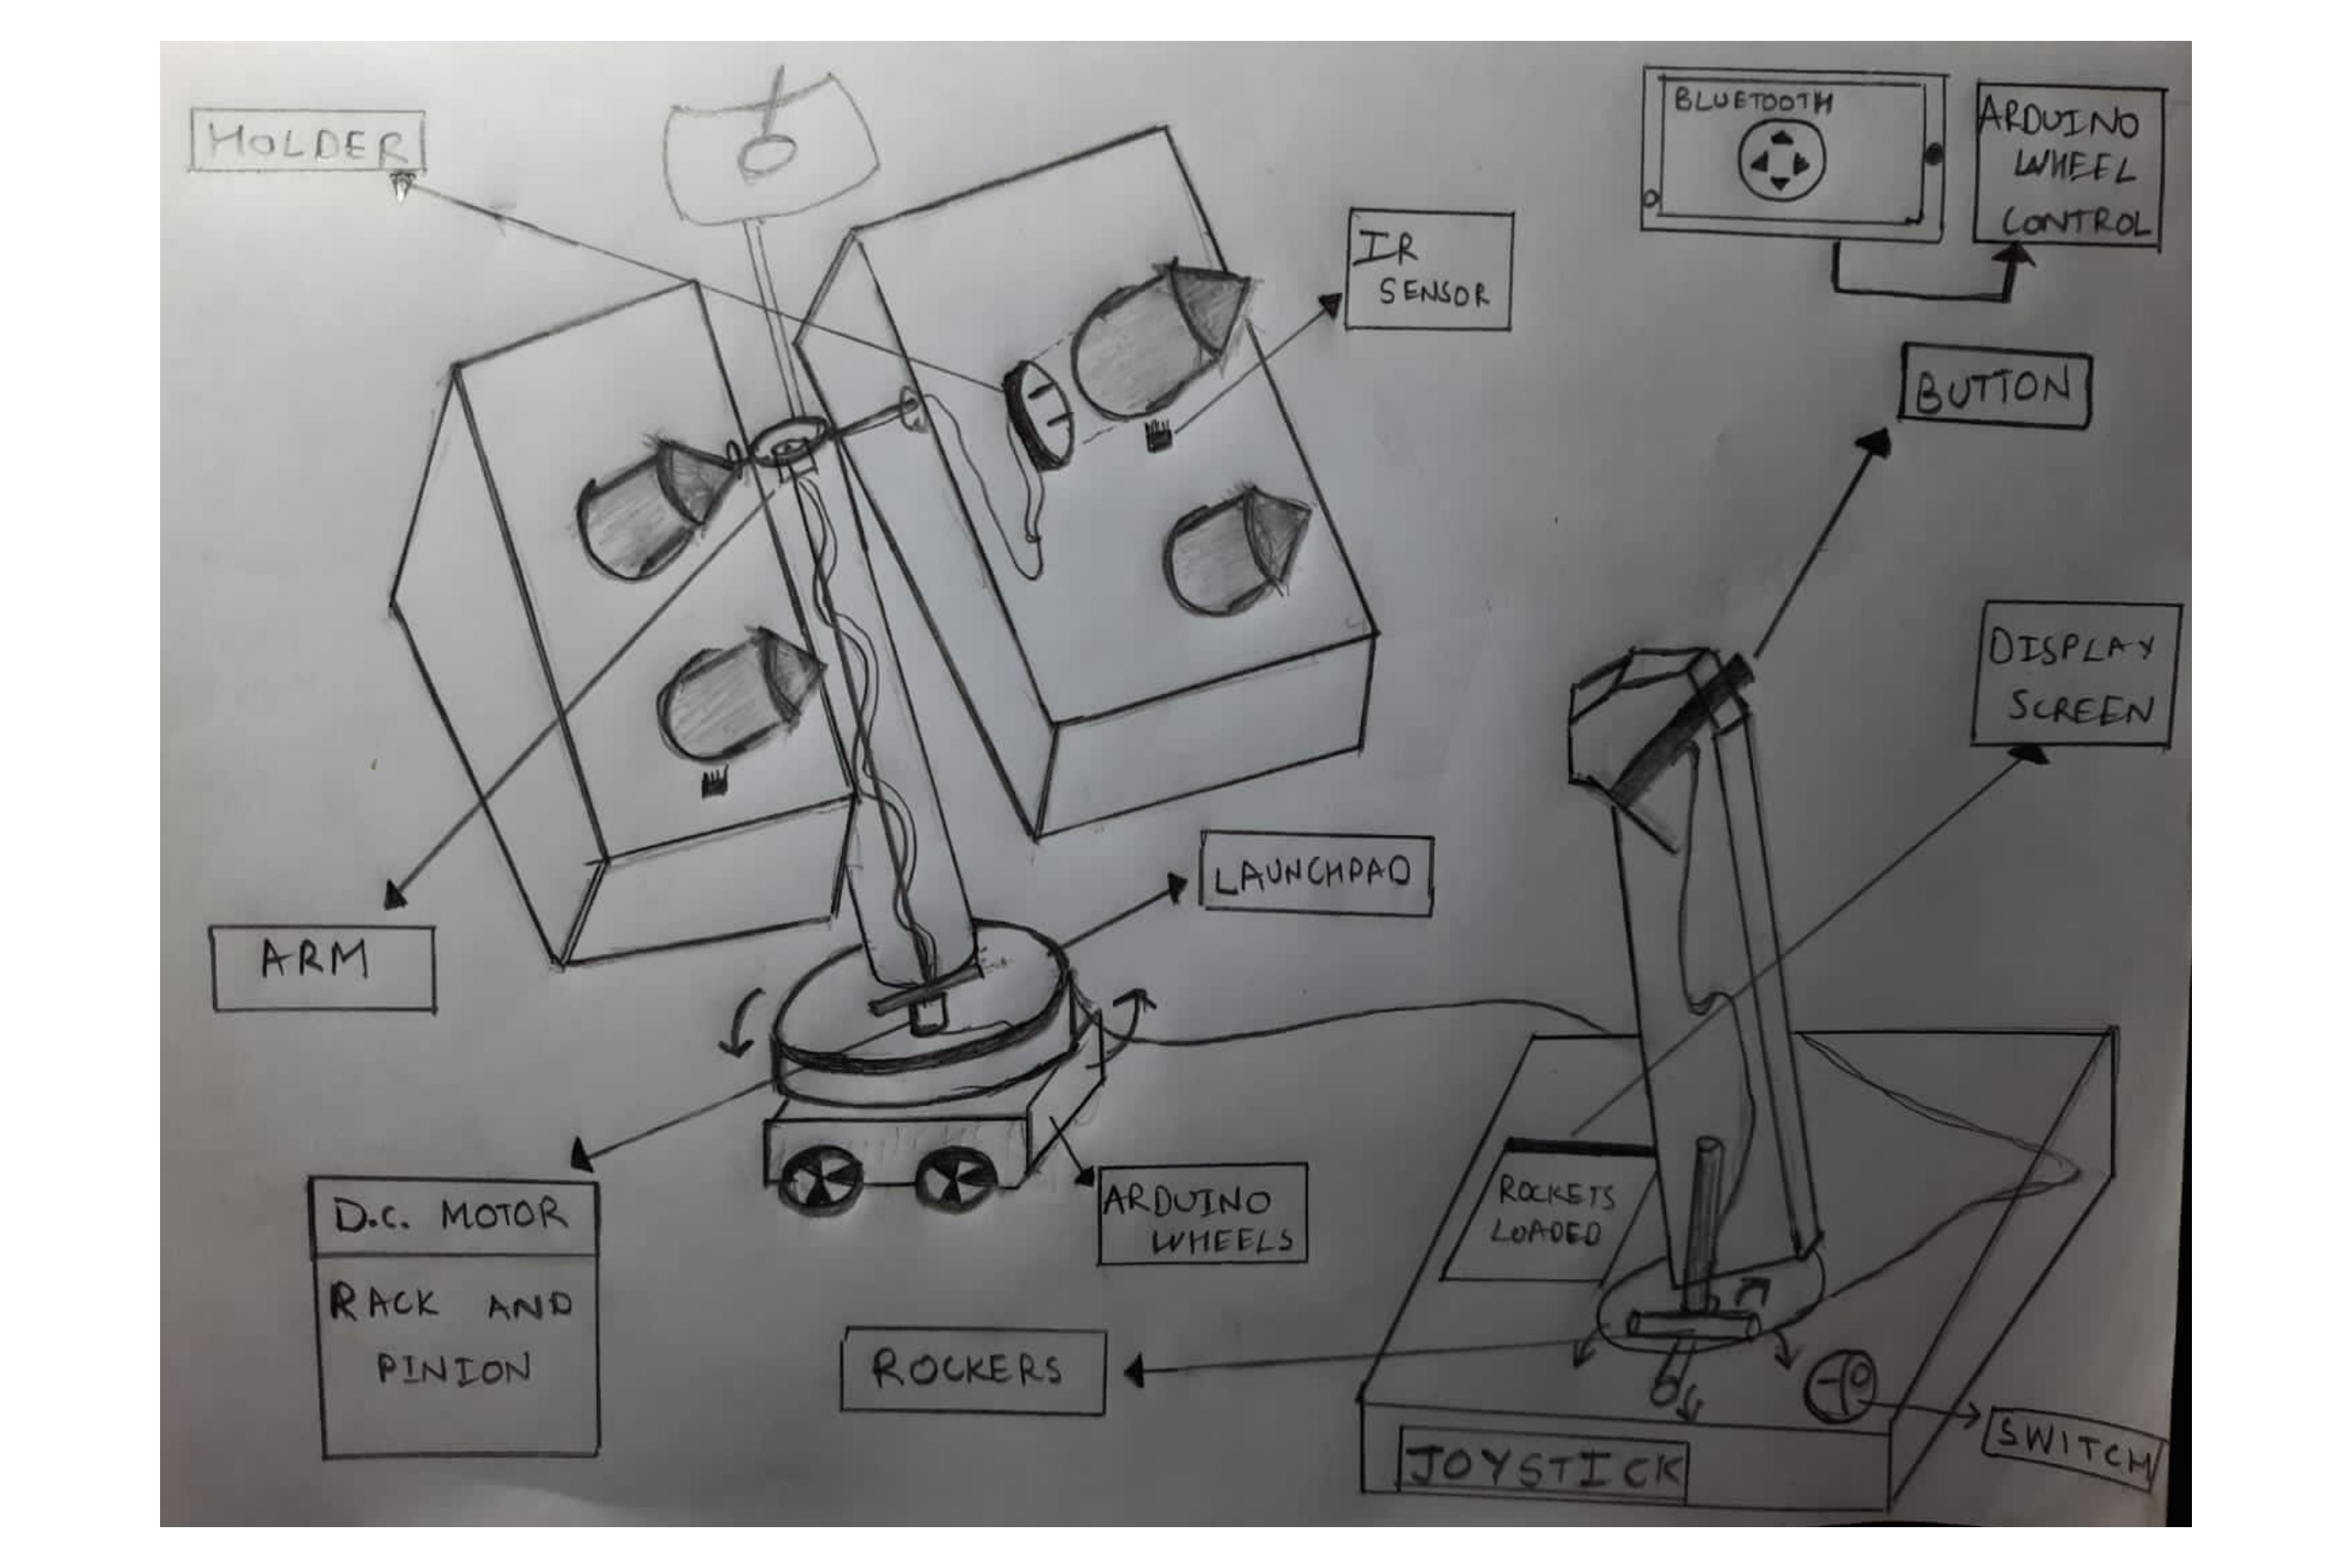 HOLDER
BLUETOOTH
ARDUINO
WHEEL
CONTROL
IR
SENSOR
BUTTON
DISPLAY
SCREEN
LAUNCHPAD
ARM
ARDUINO
WHEELS
D.C. MOTOR
RACK AND
PINION
ROCKETS
LOADED
ROCKERS
JOYSTICK
SWITCH